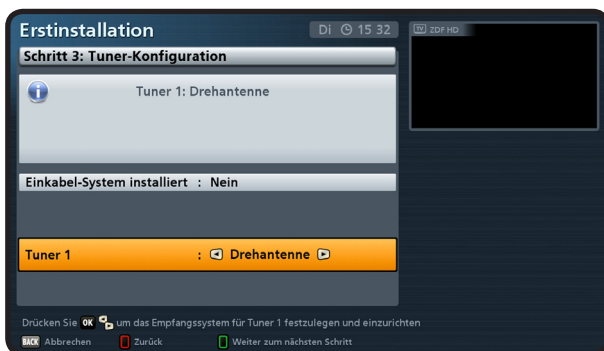 Erstinstallation
Di 15 32
TV ZDF HD
Schritt 3: Tuner-Konfiguration
Tuner 1: Drehantenne
Einkabel-System installiert : Nein
Tuner 1 : Drehantenne
Drücken Sie OK um das Empfangssystem für Tuner 1 festzulegen und einzurichten
BACK Abbrechen Zurück Weiter zum nächsten Schritt